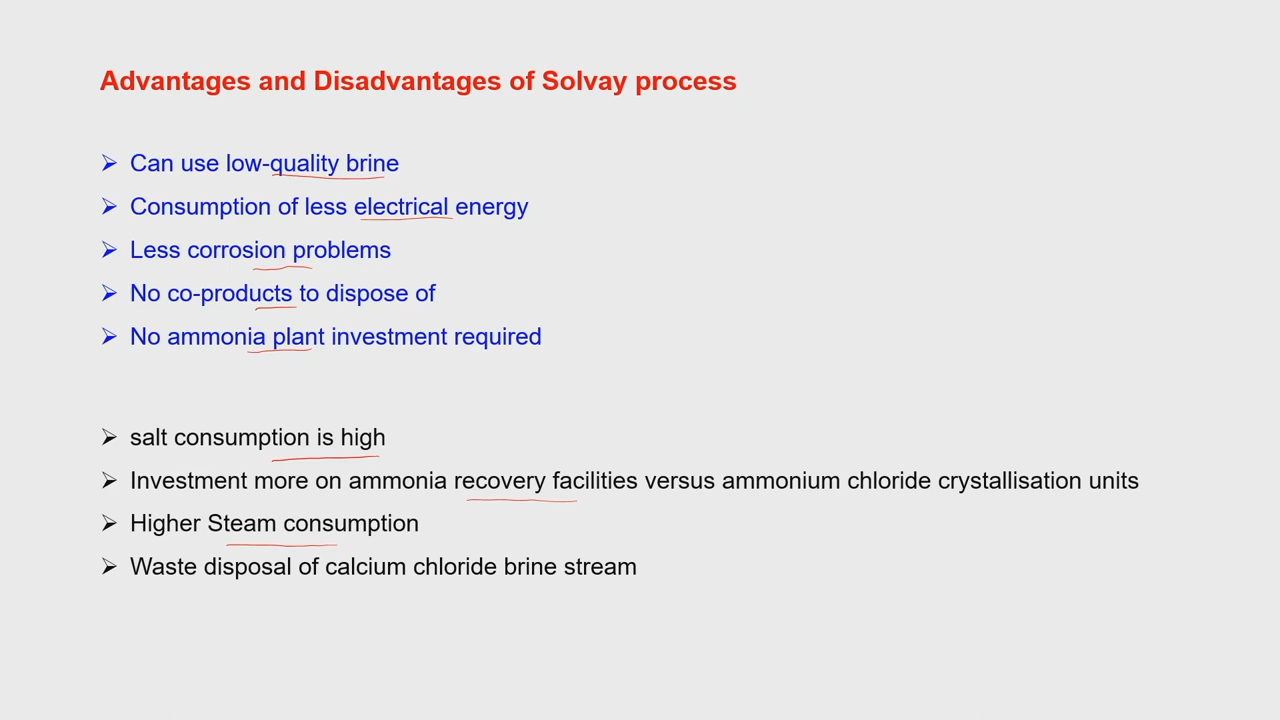 Advantages and Disadvantages of Solvay process
➢ Can use low-quality brine
➢ Consumption of less electrical energy
➢ Less corrosion problems
➢ No co-products to dispose of
➢ No ammonia plant investment required
➢ salt consumption is high
➢ Investment more on ammonia recovery facilities versus ammonium chloride crystallisation units
➢ Higher Steam consumption
➢ Waste disposal of calcium chloride brine stream